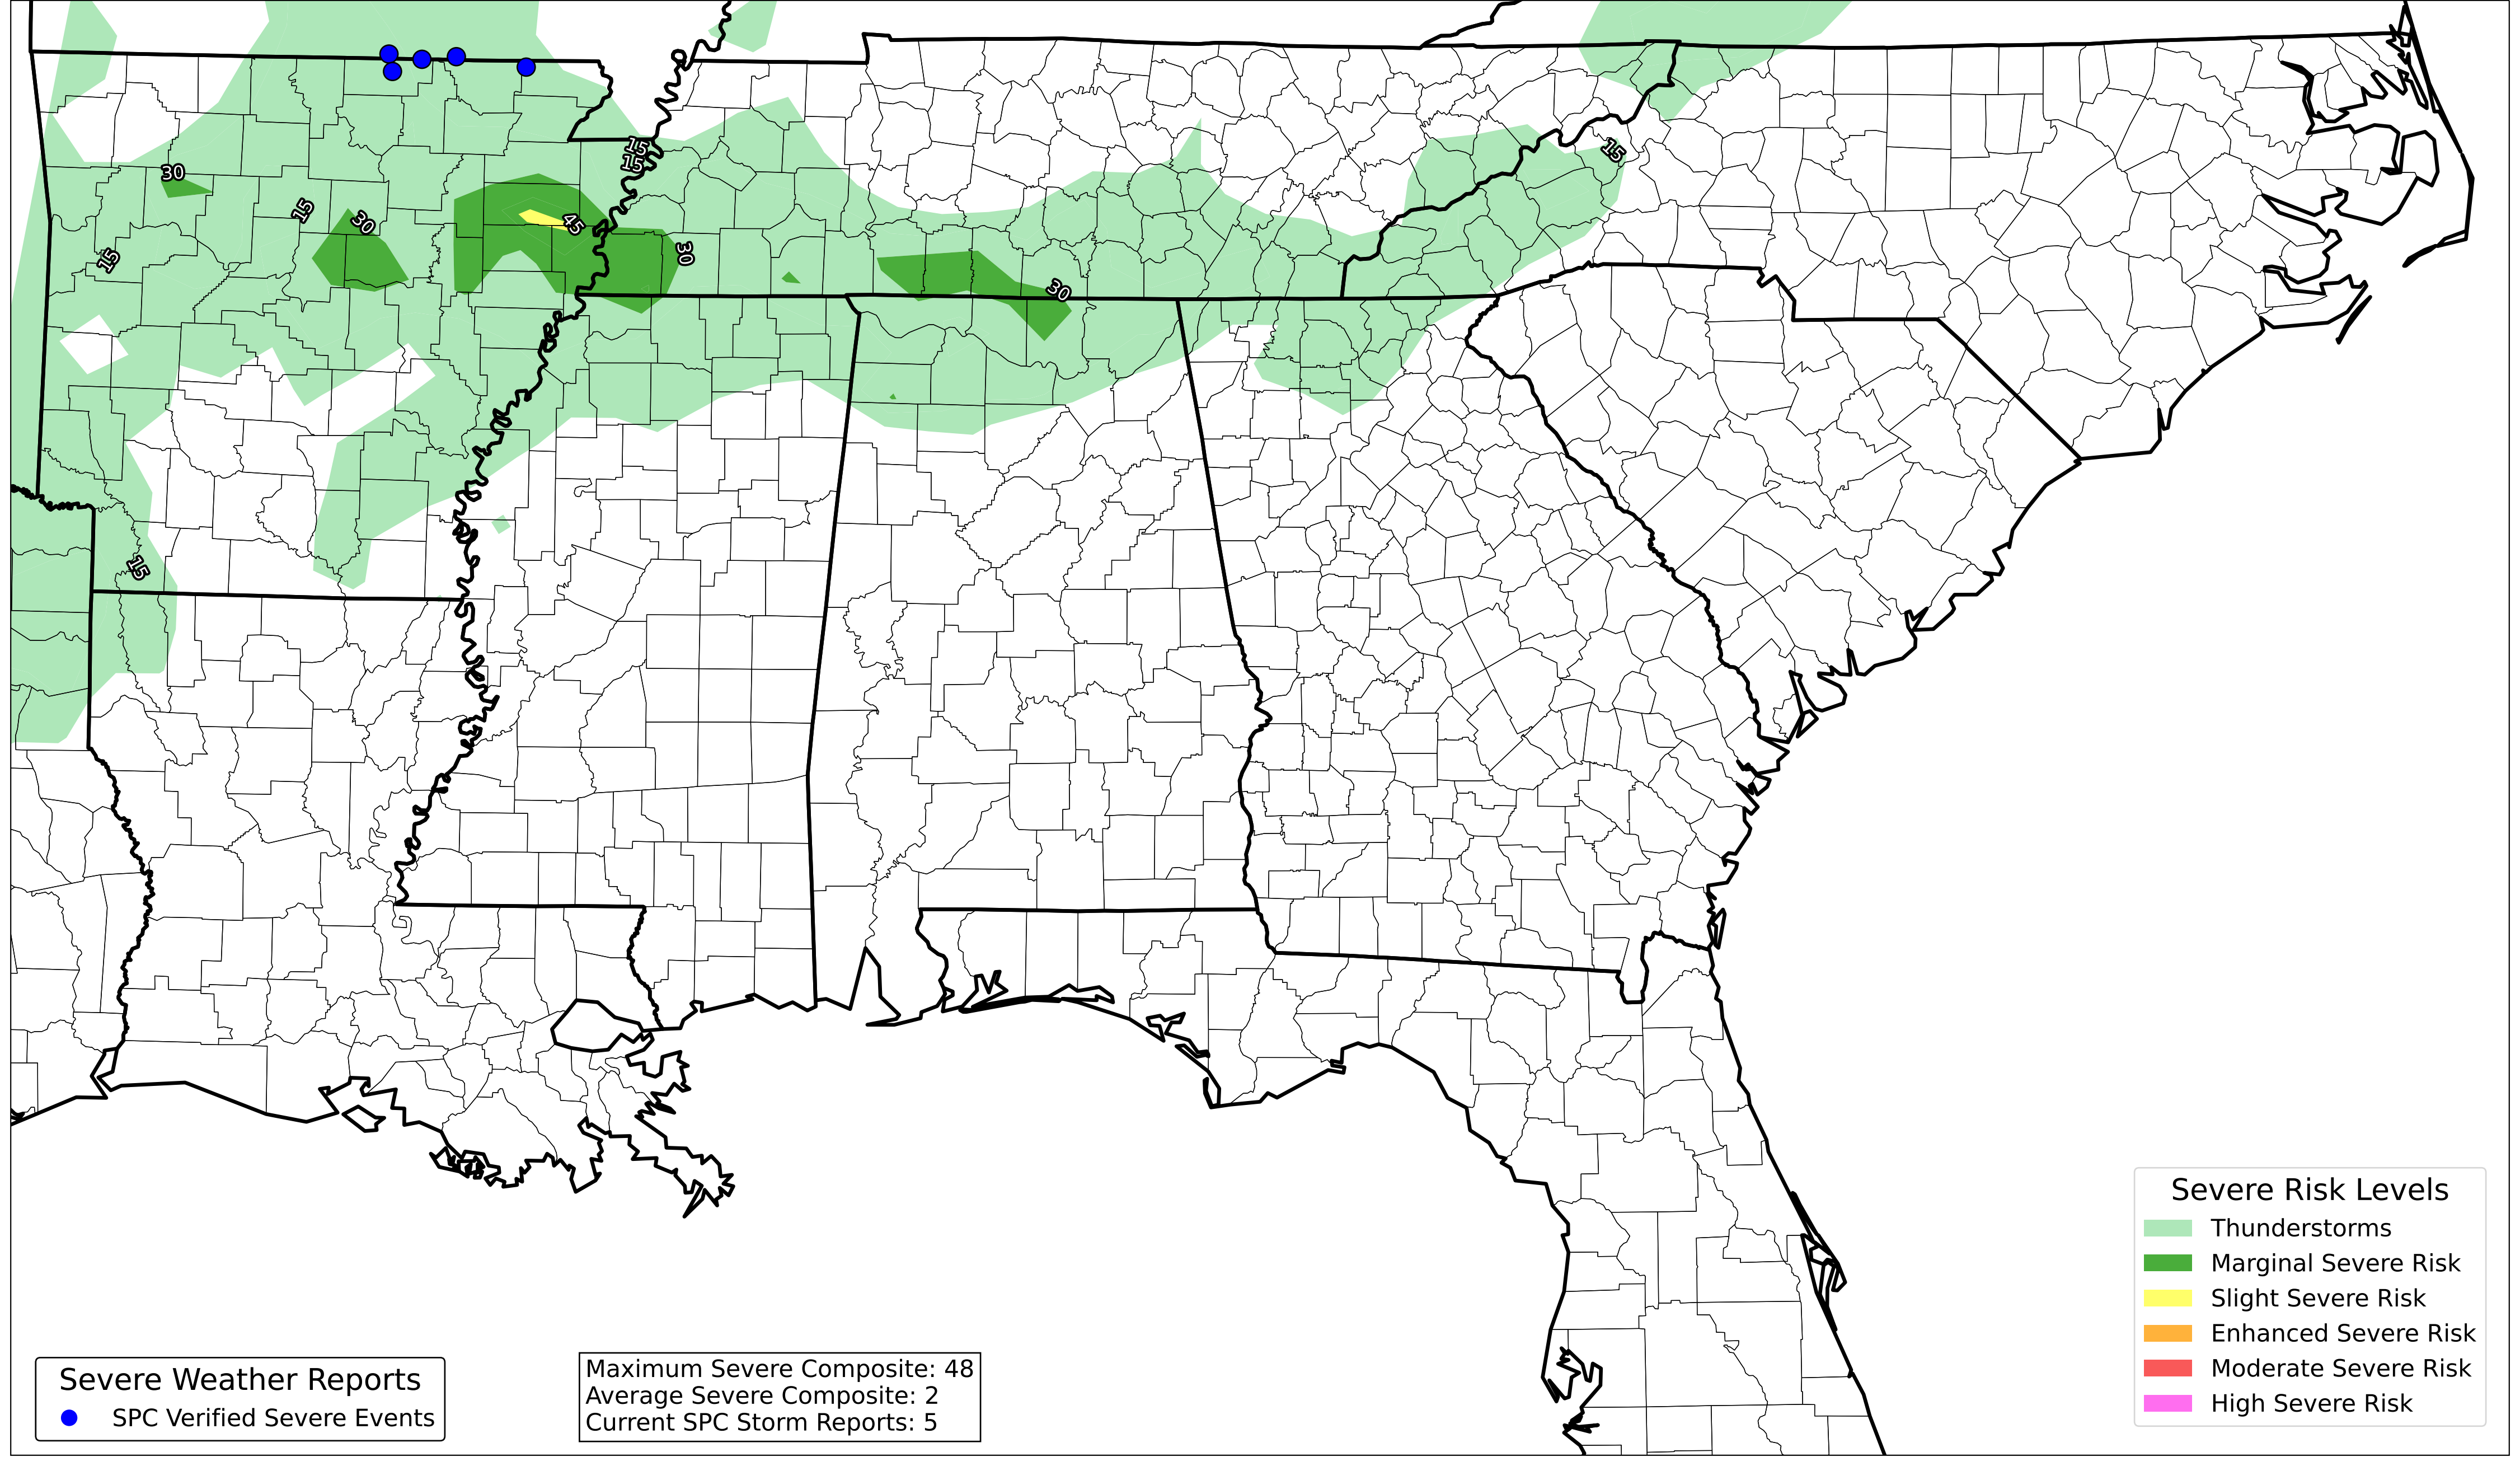 15
15
15
30
15
30
45
30
15
30
15
Severe Risk Levels
Thunderstorms
Marginal Severe Risk
Slight Severe Risk
Enhanced Severe Risk
Moderate Severe Risk
High Severe Risk
Severe Weather Reports
SPC Verified Severe Events
Maximum Severe Composite: 48
Average Severe Composite: 2
Current SPC Storm Reports: 5